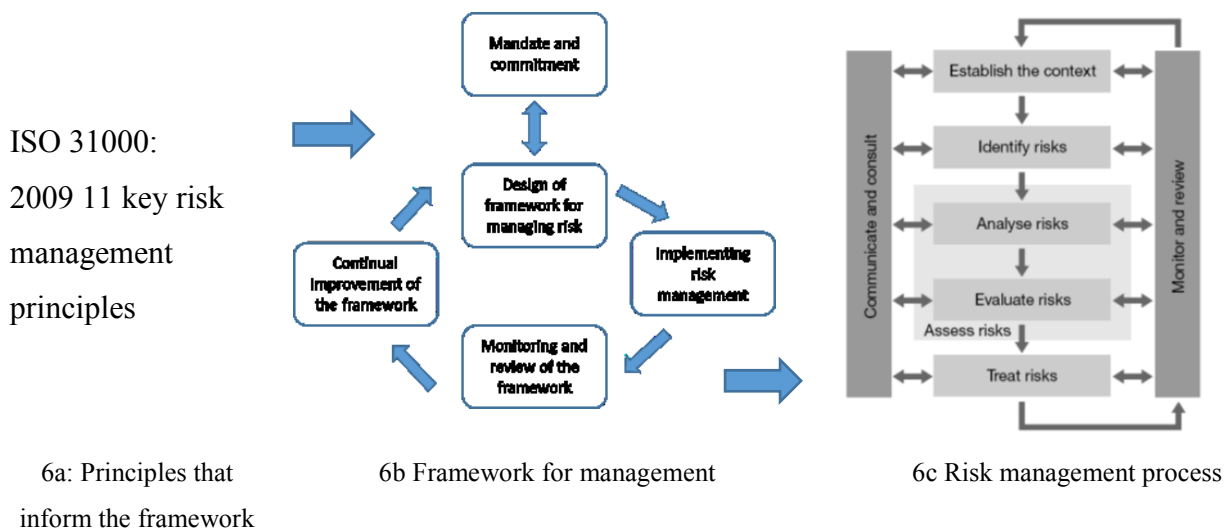 ISO 31000:
2009 11 key risk
management
principles
Mandate and
commitment
Design of
framework for
managing risk
Implementing
risk
management
Monitoring and
review of the
framework
Continual
improvement of
the framework
Communicate and consult
Establish the context
Identify risks
Analyse risks
Evaluate risks
Assess risks
Treat risks
Monitor and review
6a: Principles that
inform the framework
6b Framework for management
6c Risk management process